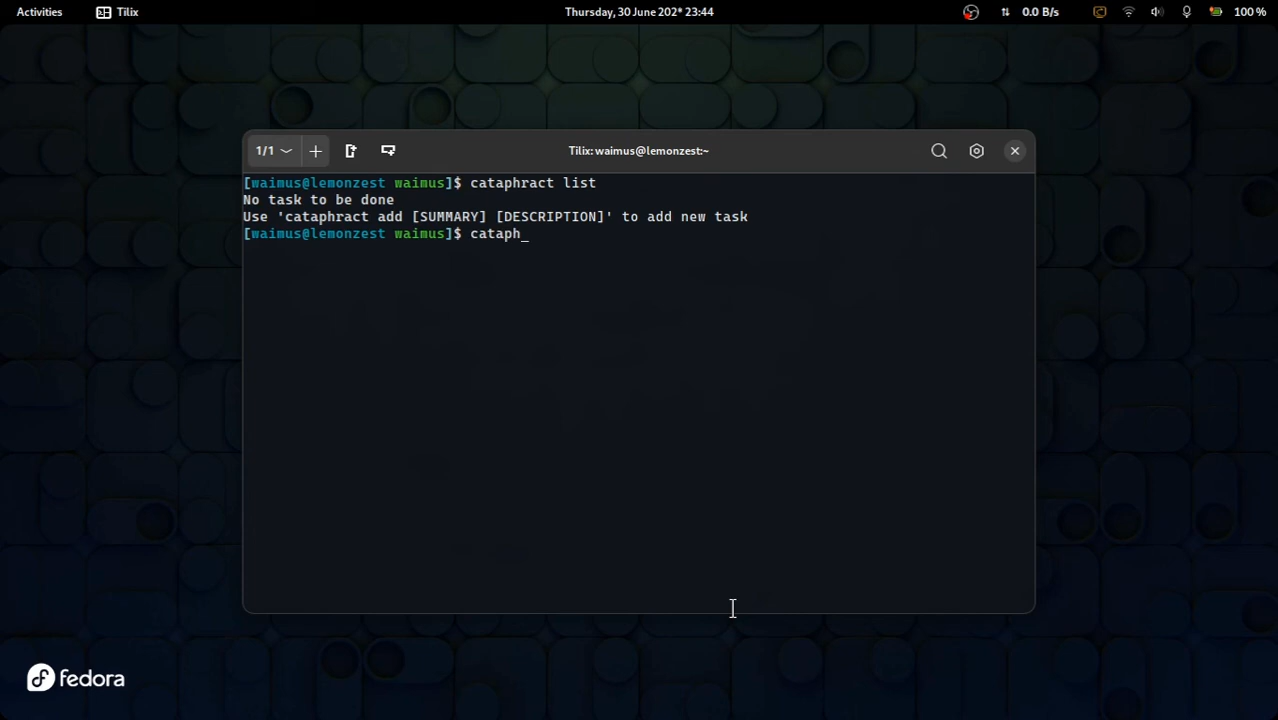 Activities Tilix Thursday, 30 June 202* 23:44 0.0 B/s 100 %
1/1 Tilix: waimus@lemonzest:~
[waimus@lemonzest waimus]$ cataphract list
No task to be done
Use 'cataphract add [SUMMARY] [DESCRIPTION]' to add new task
[waimus@lemonzest waimus]$ cataph_
fedora